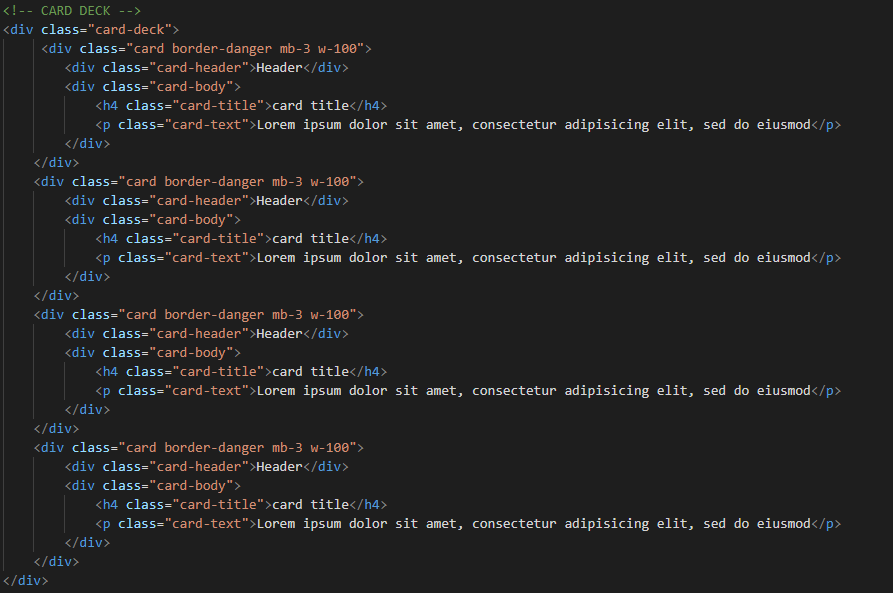 <!-- CARD DECK -->
<div class="card-deck">
     <div class="card border-danger mb-3 w-100">
        <div class="card-header">Header</div>
        <div class="card-body">
            <h4 class="card-title">card title</h4>
            <p class="card-text">Lorem ipsum dolor sit amet, consectetur adipisicing elit, sed do eiusmod</p>
        </div>
    </div>
    <div class="card border-danger mb-3 w-100">
        <div class="card-header">Header</div>
        <div class="card-body">
            <h4 class="card-title">card title</h4>
            <p class="card-text">Lorem ipsum dolor sit amet, consectetur adipisicing elit, sed do eiusmod</p>
        </div>
    </div>
    <div class="card border-danger mb-3 w-100">
        <div class="card-header">Header</div>
        <div class="card-body">
            <h4 class="card-title">card title</h4>
            <p class="card-text">Lorem ipsum dolor sit amet, consectetur adipisicing elit, sed do eiusmod</p>
        </div>
    </div>
    <div class="card border-danger mb-3 w-100">
        <div class="card-header">Header</div>
        <div class="card-body">
            <h4 class="card-title">card title</h4>
            <p class="card-text">Lorem ipsum dolor sit amet, consectetur adipisicing elit, sed do eiusmod</p>
        </div>
    </div>
</div>